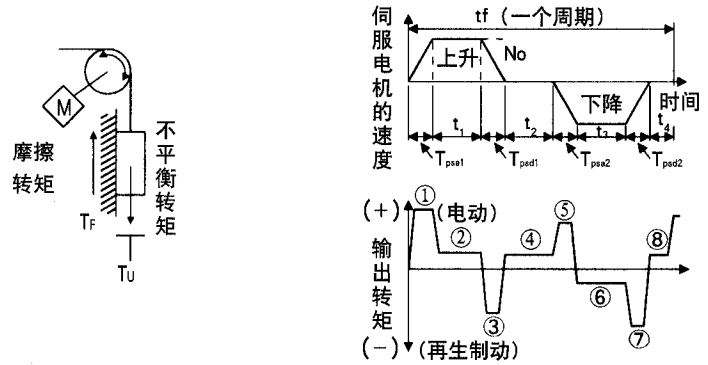 M
摩擦
转矩
TF
不平衡转矩
TU
伺服电机的速度
tf (一个周期)
上升
No
下降
时间
t1
t2
t3
t4
Tpsa1
Tpsd1
Tpsa2
Tpsd2
输出转矩
(+)
(电动)
①
②
③
④
⑤
⑥
⑦
⑧
(−)
(再生制动)